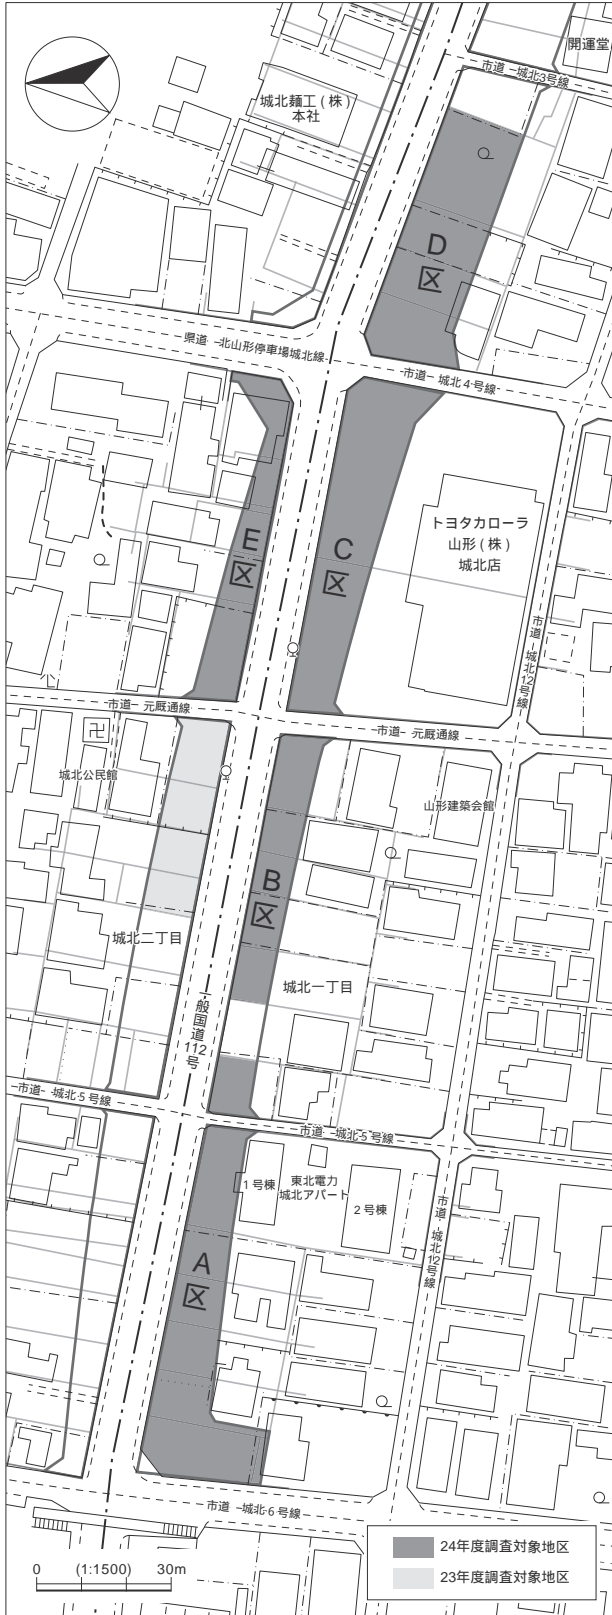 開運堂
市道 城北3号線
城北麺工(株)
本社
D
区
県道 北山形停車場城北線
市道 城北4号線
E
区
C
区
トヨタカローラ
山形(株)
城北店
市道 城北12号線
市道 元厩通線
市道 元厩通線
城北公民館
山形建築会館
B
区
城北二丁目
城北一丁目
一般国道112号
市道 城北5号線
市道 城北5号線
1号棟
東北電力
城北アパート
2号棟
市道 城北12号線
A
区
市道 城北6号線
24年度調査対象地区
23年度調査対象地区
0 (1:1500) 30m